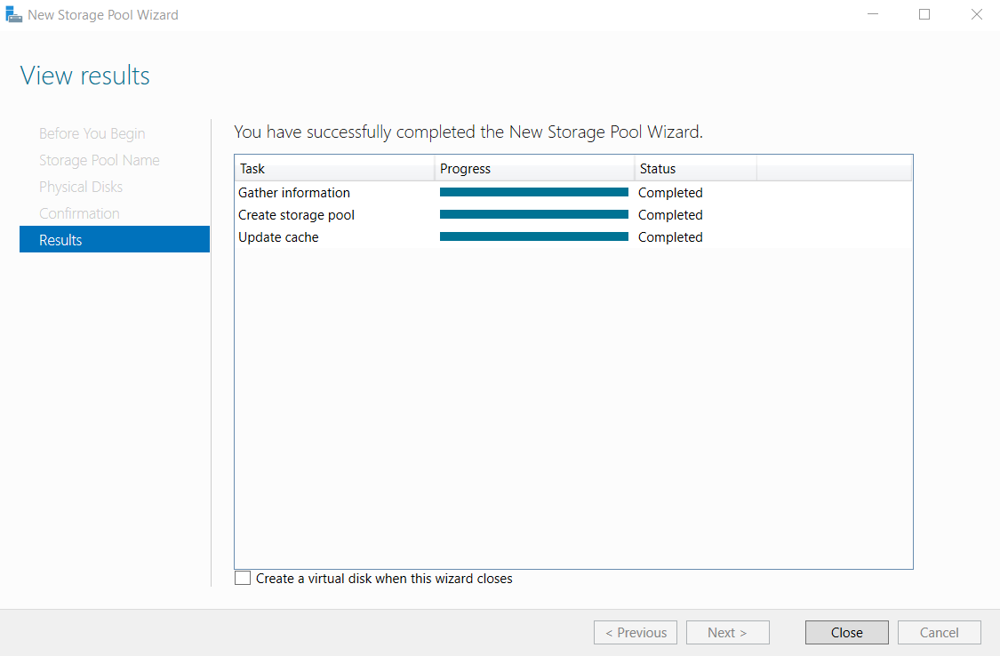 New Storage Pool Wizard
View results
Before You Begin
Storage Pool Name
Physical Disks
Confirmation
Results
You have successfully completed the New Storage Pool Wizard.
Task Progress Status
Gather information Completed
Create storage pool Completed
Update cache Completed
Create a virtual disk when this wizard closes
< Previous Next > Close Cancel